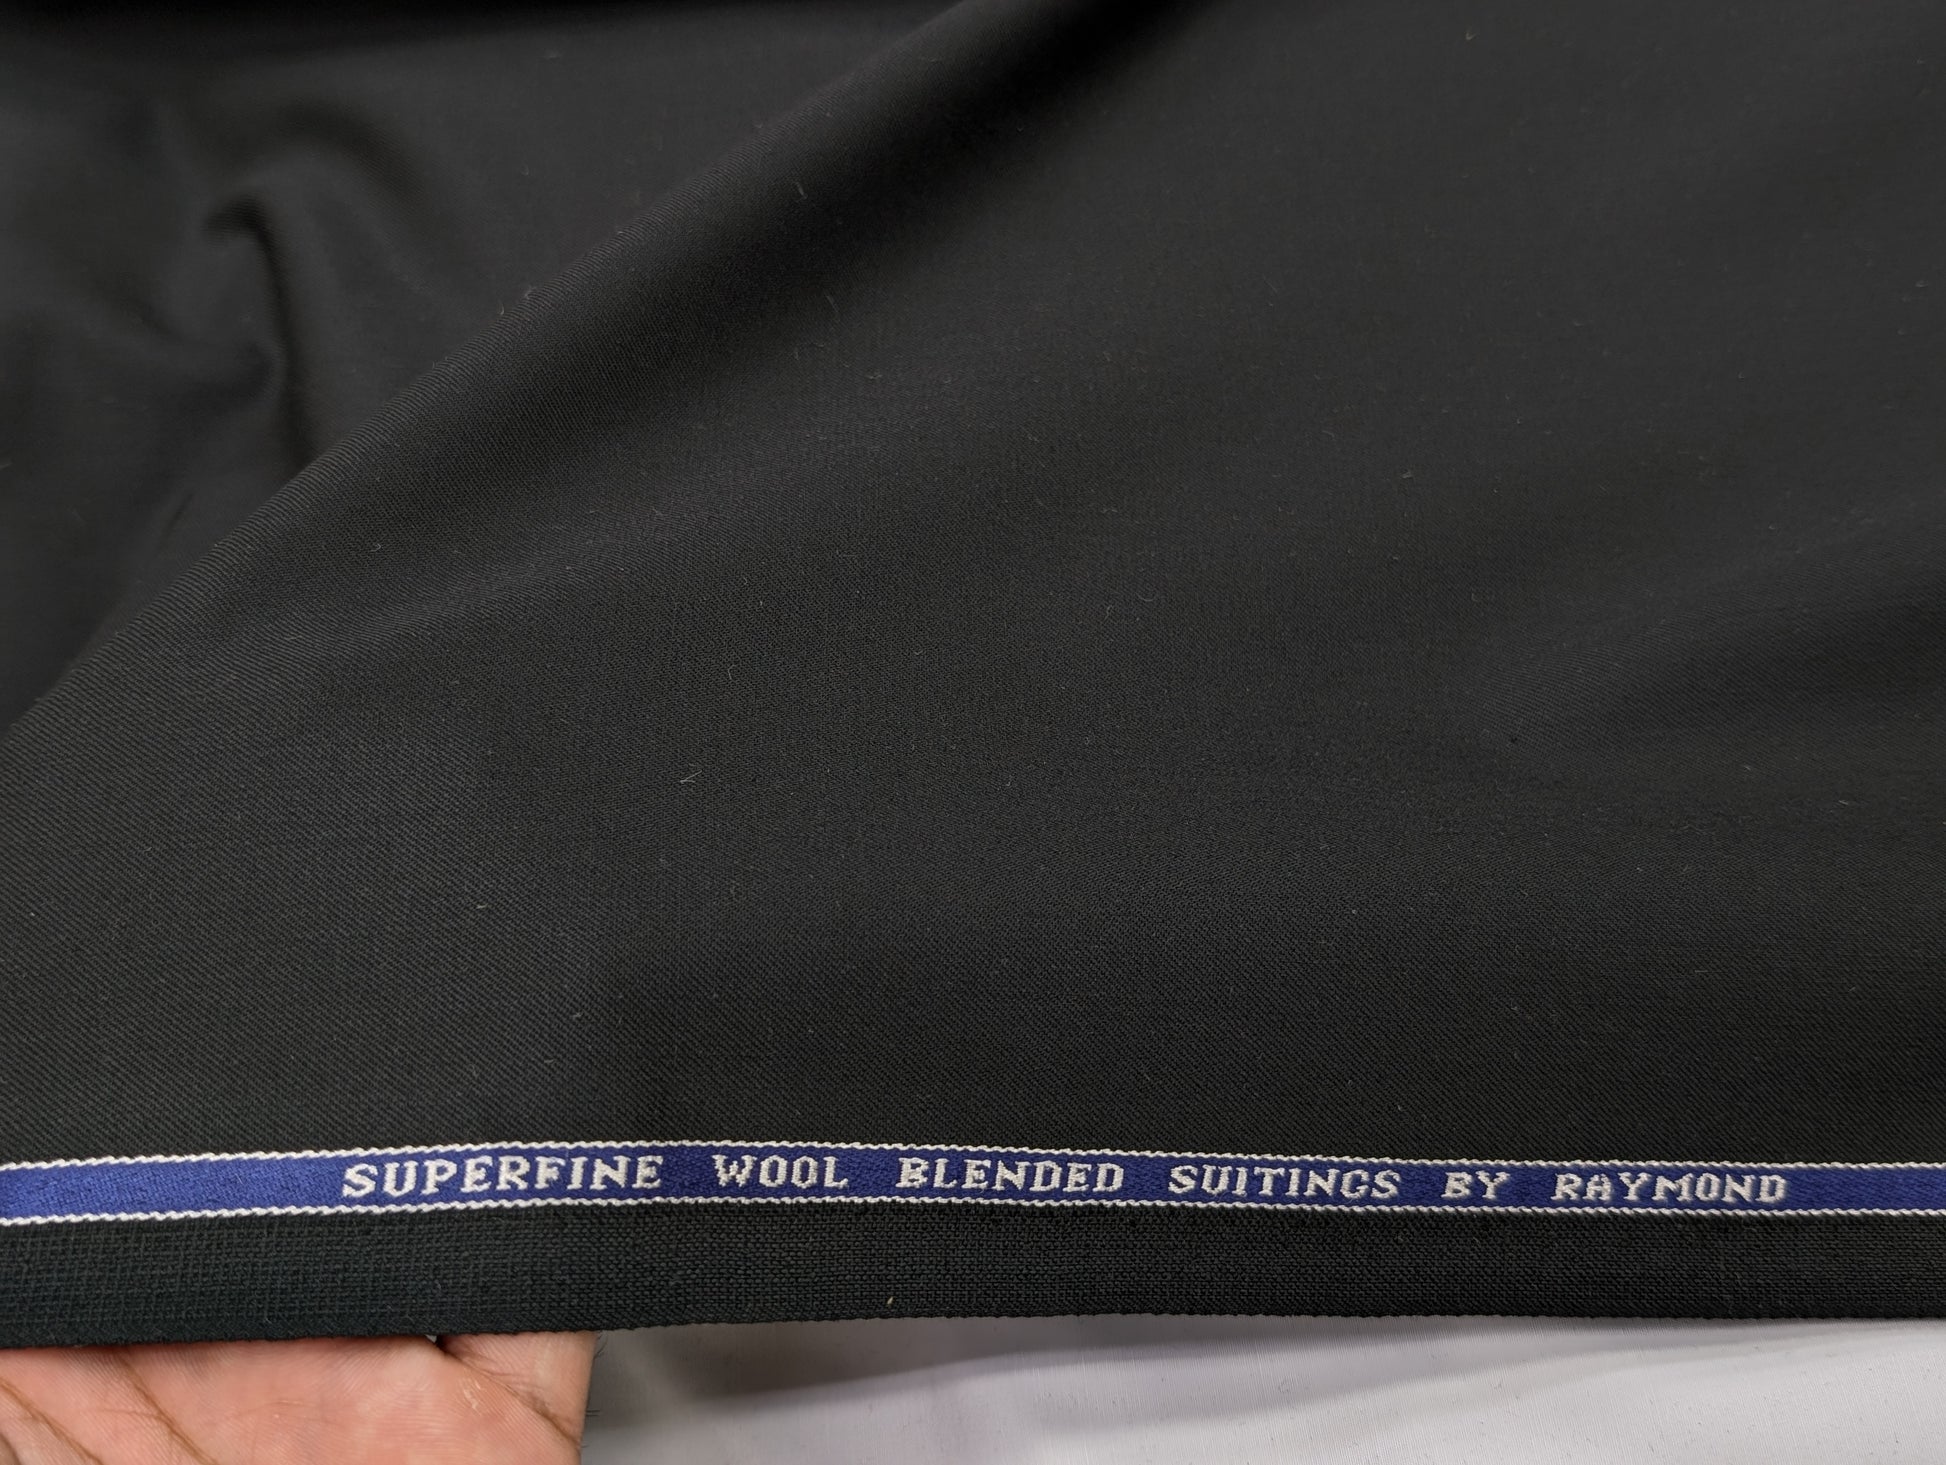 SUPERFINE WOOL BLENDED SUITINGS BY RAYMOND